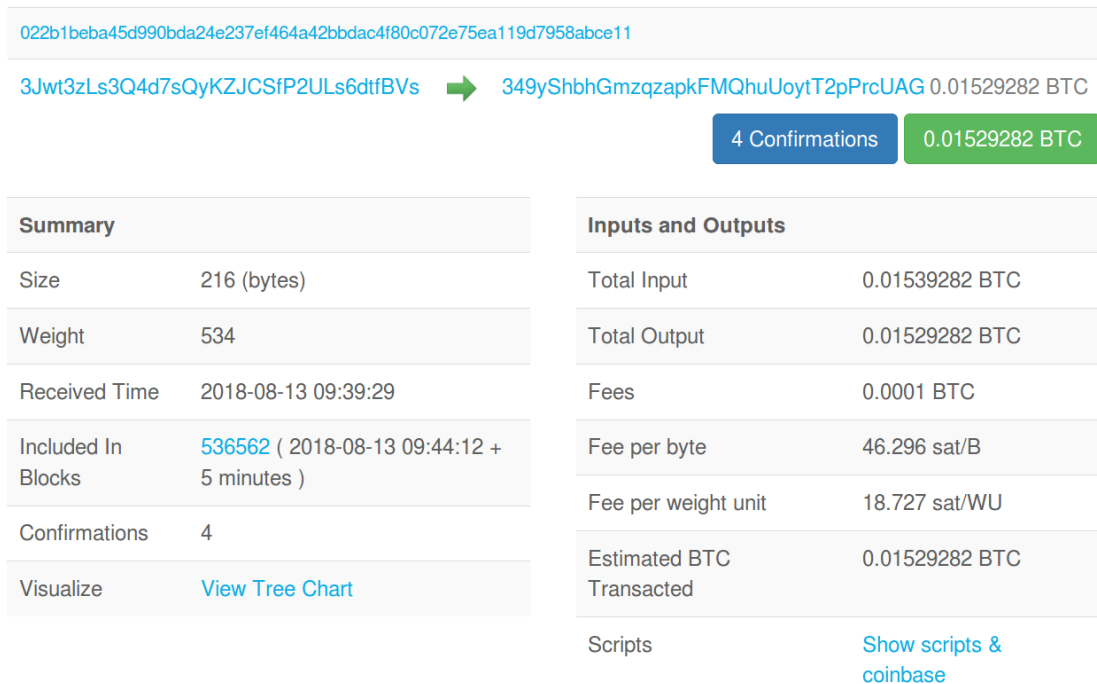 022b1beba45d990bda24e237ef464a42bbdac4f80c072e75ea119d7958abce11
3Jwt3zLs3Q4d7sQyKZJCSfP2ULs6dtfBVs 349yShbhGmzqzapkFMQhuUoytT2pPrcUAG 0.01529282 BTC
4 Confirmations 0.01529282 BTC
Summary
Size 216 (bytes)
Weight 534
Received Time 2018-08-13 09:39:29
Included In 536562 ( 2018-08-13 09:44:12 +
Blocks 5 minutes )
Confirmations 4
Visualize View Tree Chart
Inputs and Outputs
Total Input 0.01539282 BTC
Total Output 0.01529282 BTC
Fees 0.0001 BTC
Fee per byte 46.296 sat/B
Fee per weight unit 18.727 sat/WU
Estimated BTC 0.01529282 BTC
Transacted
Scripts Show scripts &
coinbase